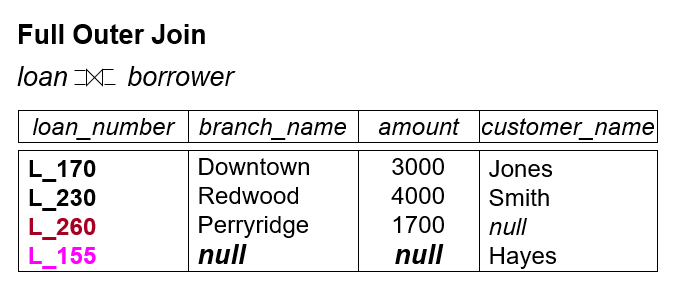 Full Outer Join
loan ⟗ borrower
loan_number branch_name amount customer_name
L_170 Downtown 3000 Jones
L_230 Redwood 4000 Smith
L_260 Perryridge 1700 null
L_155 null null Hayes